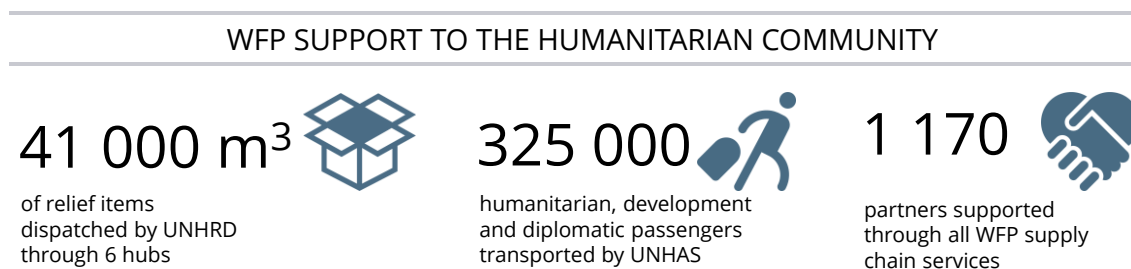 WFP SUPPORT TO THE HUMANITARIAN COMMUNITY
41 000 m³
of relief items
dispatched by UNHRD
through 6 hubs
325 000
humanitarian, development
and diplomatic passengers
transported by UNHAS
1 170
partners supported
through all WFP supply
chain services